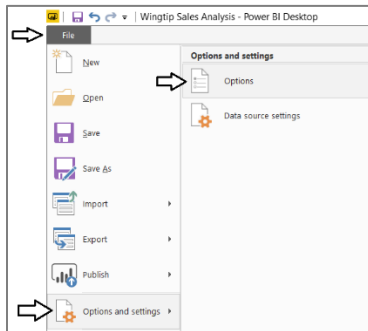 Wingtip Sales Analysis - Power BI Desktop
File
New
Open
Save
Save As
Import
Export
Publish
Options and settings
Options and settings
Options
Data source settings